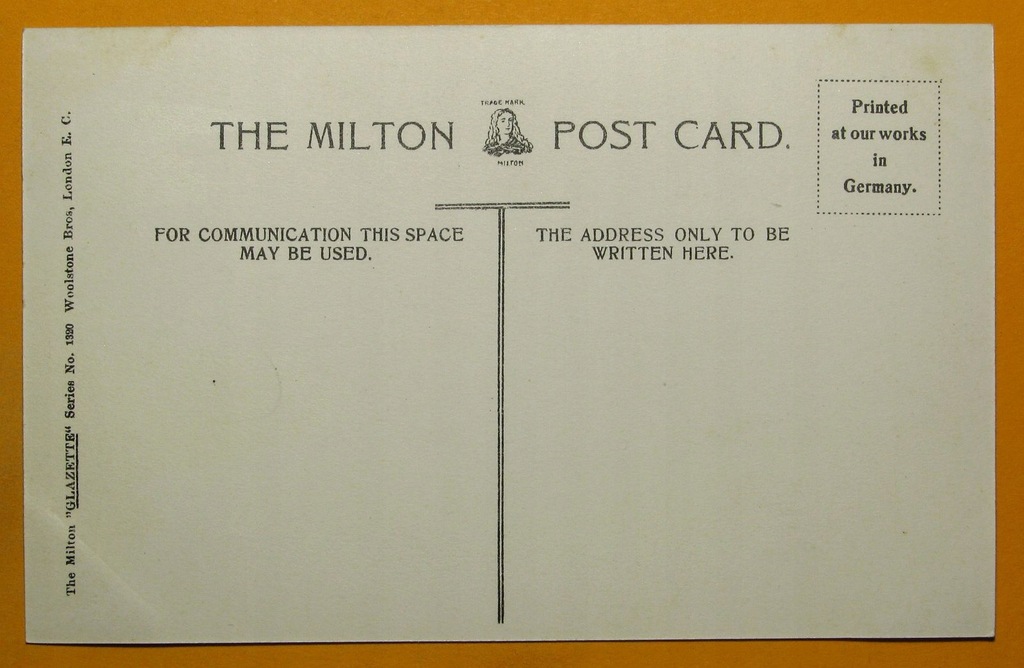 The Milton "GLAZETTE“ Series No. 1320 Woolstone Bros, London E. C.
THE MILTON POST CARD.
TRADE MARK
MILTON
Printed
at our works
in
Germany.
FOR COMMUNICATION THIS SPACE
MAY BE USED.
THE ADDRESS ONLY TO BE
WRITTEN HERE.